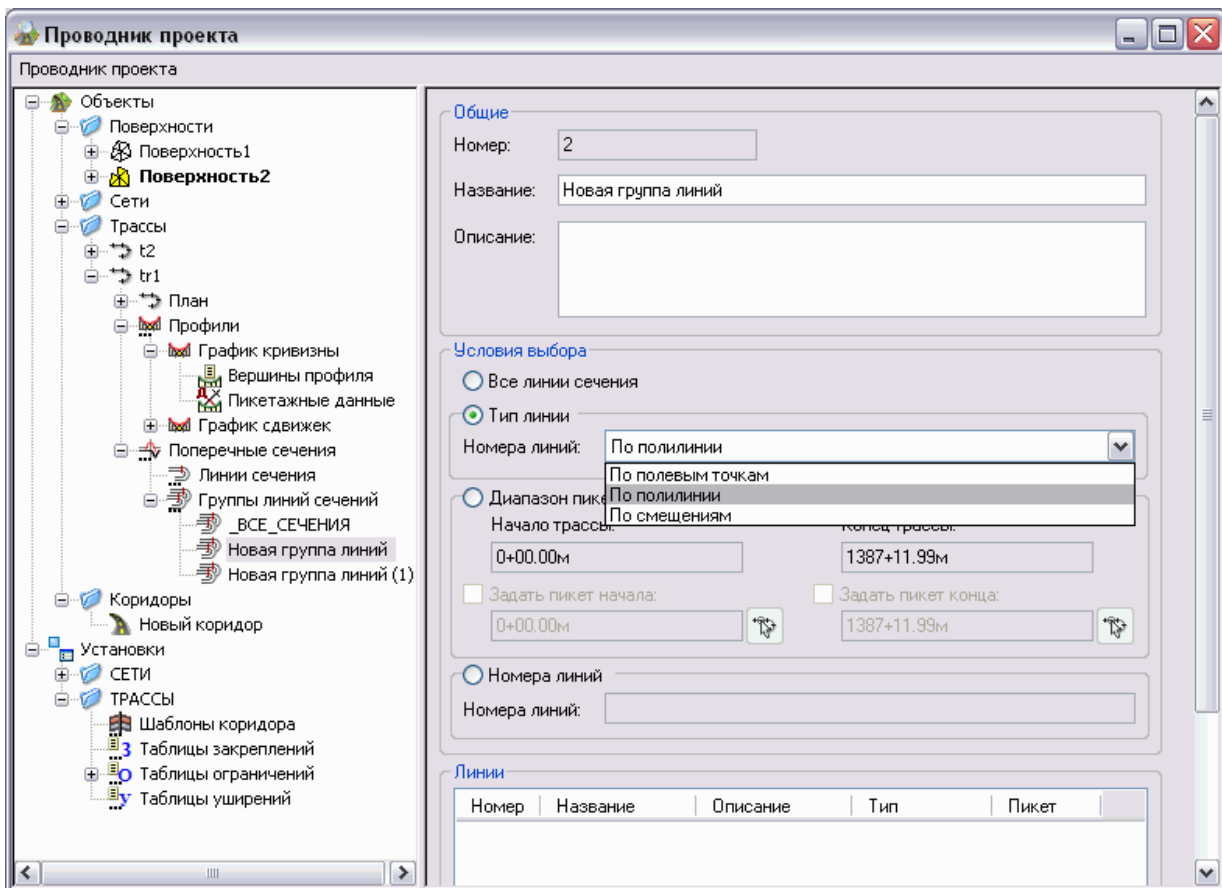 Проводник проекта
Проводник проекта
Объекты
Поверхности
Поверхность1
Поверхность2
Сети
Трассы
t2
tr1
План
Профили
График кривизны
Вершины профиля
Пикетажные данные
График сдвижек
Поперечные сечения
Линии сечения
Группы линий сечений
_ВСЕ_СЕЧЕНИЯ
Новая группа линий
Новая группа линий (1)
Коридоры
Новый коридор
Установки
СЕТИ
ТРАССЫ
Шаблоны коридора
Таблицы закреплений
Таблицы ограничений
Таблицы уширений
Общие
Номер: 2
Название: Новая группа линий
Описание:
Условия выбора
Все линии сечения
Тип линии
Номера линий: По полилинии
По полевым точкам
По полилинии
По смещениям
Диапазон
Начало трассы: Конец трассы:
0+00.00м 1387+11.99м
Задать пикет начала: Задать пикет конца:
0+00.00м 1387+11.99м
Номера линий
Номера линий:
Линии
Номер Название Описание Тип Пикет